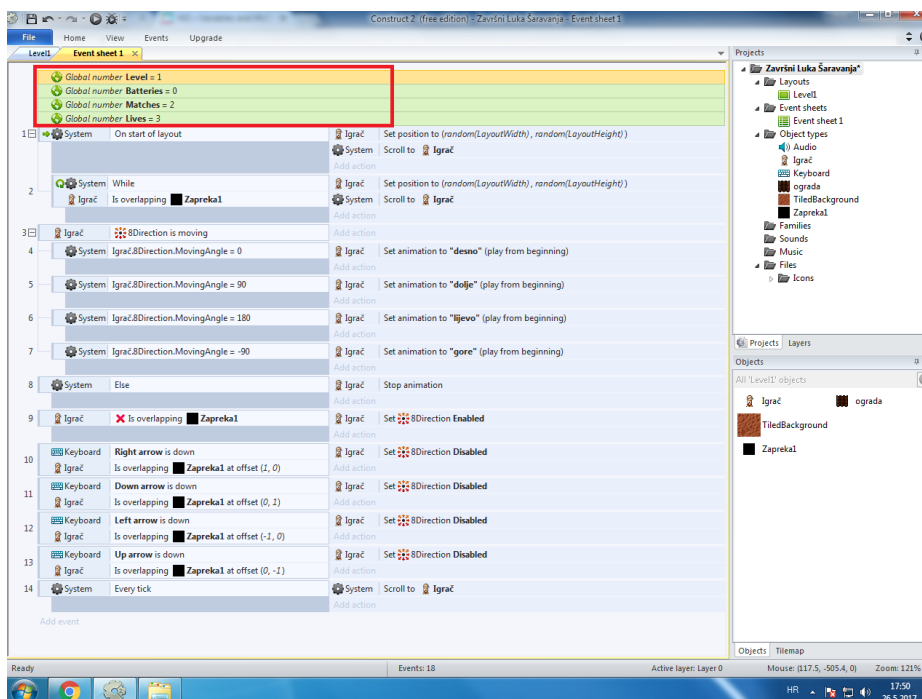 Construct 2 (free edition) - Završni Luka Šaravanja - Event sheet 1
File Home View Events Upgrade
Level1 Event sheet 1
Global number Level = 1
Global number Batteries = 0
Global number Matches = 2
Global number Lives = 3
1 System On start of layout Igrač Set position to (random(LayoutWidth) , random(LayoutHeight) )
System Scroll to Igrač
Add action
2 System While Igrač Set position to (random(LayoutWidth) , random(LayoutHeight) )
Igrač Is overlapping Zapreka1 System Scroll to Igrač
Add action
3 Igrač 8Direction is moving Add action
4 System Igrač.8Direction.MovingAngle = 0 Igrač Set animation to "desno" (play from beginning)
Add action
5 System Igrač.8Direction.MovingAngle = 90 Igrač Set animation to "dolje" (play from beginning)
Add action
6 System Igrač.8Direction.MovingAngle = 180 Igrač Set animation to "lijevo" (play from beginning)
Add action
7 System Igrač.8Direction.MovingAngle = -90 Igrač Set animation to "gore" (play from beginning)
Add action
8 System Else Igrač Stop animation
Add action
9 Igrač Is overlapping Zapreka1 Igrač Set 8Direction Enabled
Add action
10 Keyboard Right arrow is down Igrač Set 8Direction Disabled
Igrač Is overlapping Zapreka1 at offset (1, 0) Add action
11 Keyboard Down arrow is down Igrač Set 8Direction Disabled
Igrač Is overlapping Zapreka1 at offset (0, 1) Add action
12 Keyboard Left arrow is down Igrač Set 8Direction Disabled
Igrač Is overlapping Zapreka1 at offset (-1, 0) Add action
13 Keyboard Up arrow is down Igrač Set 8Direction Disabled
Igrač Is overlapping Zapreka1 at offset (0, -1) Add action
14 System Every tick System Scroll to Igrač
Add action
Add event
Projects
Završni Luka Šaravanja*
Layouts
Level1
Event sheets
Event sheet 1
Object types
Audio
Igrač
Keyboard
ograda
TiledBackground
Zapreka1
Families
Sounds
Music
Files
Icons
Projects Layers
Objects
All 'Level1' objects
Igrač ograda
TiledBackground
Zapreka1
Objects Tilemap
Ready Events: 18 Active layer: Layer 0 Mouse: (117.5, -505.4, 0) Zoom: 121%
HR 17:50
26.5.2017